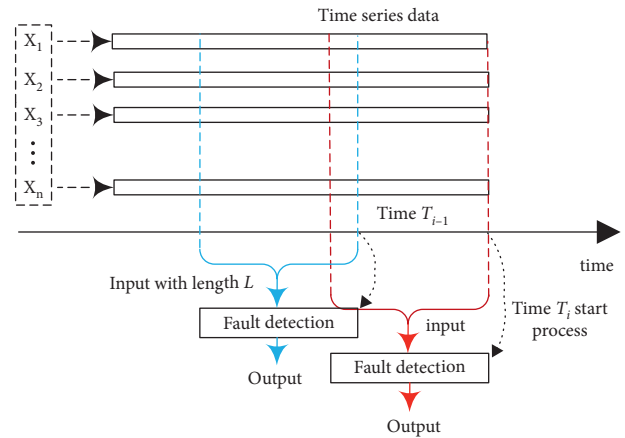 Time series data
X1
X2
X3
Xn
Time Ti–1
time
Input with length L
Fault detection
input
Time Ti start
process
Fault detection
Output
Output